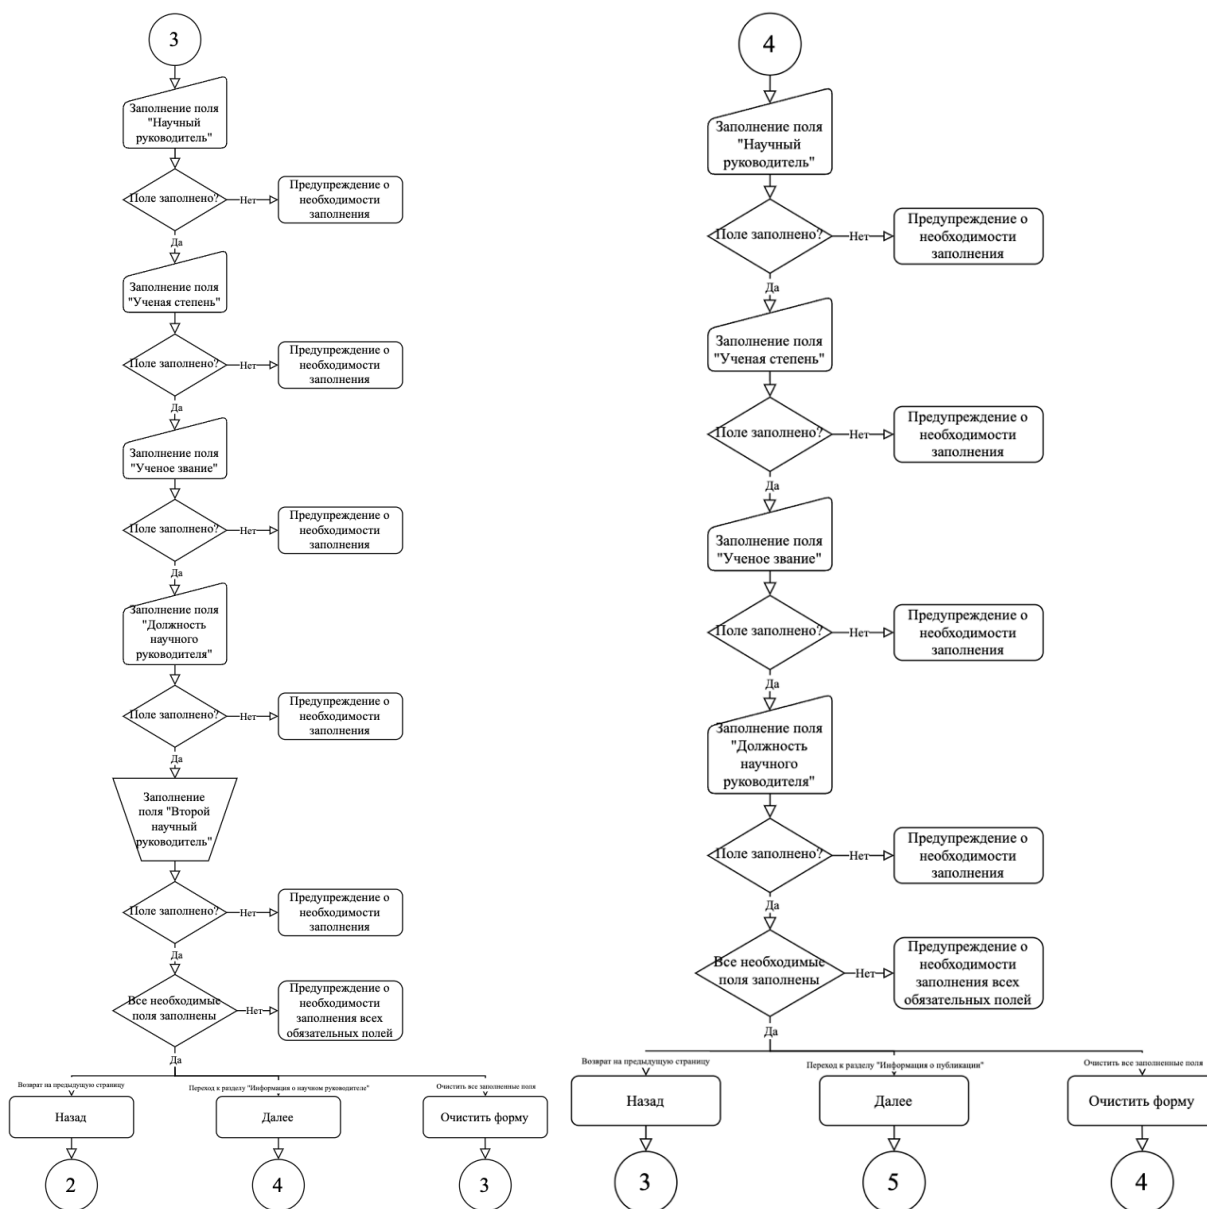 3
Заполнение поля
"Научный
руководитель"
Поле заполнено?
Нет
Предупреждение о
необходимости
заполнения
Да
Заполнение поля
"Ученая степень"
Поле заполнено?
Нет
Предупреждение о
необходимости
заполнения
Да
Заполнение поля
"Ученое звание"
Поле заполнено?
Нет
Предупреждение о
необходимости
заполнения
Да
Заполнение поля
"Должность
научного
руководителя"
Поле заполнено?
Нет
Предупреждение о
необходимости
заполнения
Да
Заполнение
поля "Второй
научный
руководитель"
Поле заполнено?
Нет
Предупреждение о
необходимости
заполнения
Да
Все необходимые
поля заполнены
Нет
Предупреждение о
необходимости
заполнения всех
обязательных полей
Да
Возврат на предыдущую страницу
Переход к разделу "Информация о научном руководителе"
Очистить все заполненные поля
Назад
Далее
Очистить форму
2
4
3
4
Заполнение поля
"Научный
руководитель"
Поле заполнено?
Нет
Предупреждение о
необходимости
заполнения
Да
Заполнение поля
"Ученая степень"
Поле заполнено?
Нет
Предупреждение о
необходимости
заполнения
Да
Заполнение поля
"Ученое звание"
Поле заполнено?
Нет
Предупреждение о
необходимости
заполнения
Да
Заполнение поля
"Должность
научного
руководителя"
Поле заполнено?
Нет
Предупреждение о
необходимости
заполнения
Да
Все необходимые
поля заполнены
Нет
Предупреждение о
необходимости
заполнения всех
обязательных полей
Да
Возврат на предыдущую страницу
Переход к разделу "Информация о публикации"
Очистить все заполненные поля
Назад
Далее
Очистить форму
3
5
4